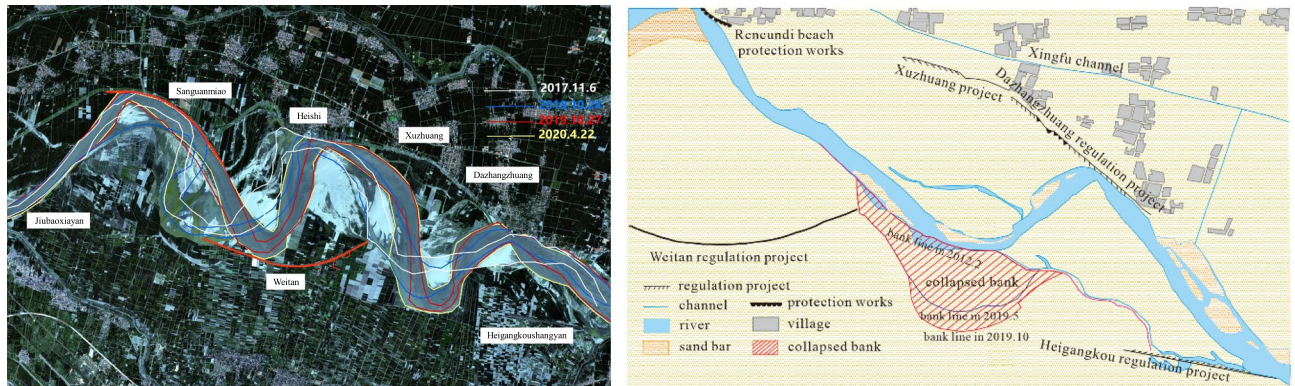 2017.11.6
2018.10.24
2019.10.27
2020.4.22
Sanguanmiao
Heishi
Xuzhuang
Dazhangzhuang
Jiubaoxiayan
Weitan
Heigangkoushangyan
Rencundi beach
protection works
Xingfu channel
Xuzhuang project
Dazhangzhuang regulation project
Weitan regulation project
bank line in 2012.2
collapsed bank
bank line in 2019.5
bank line in 2019.10
regulation project
channel
protection works
river
village
sand bar
collapsed bank
Heigangkou regulation project